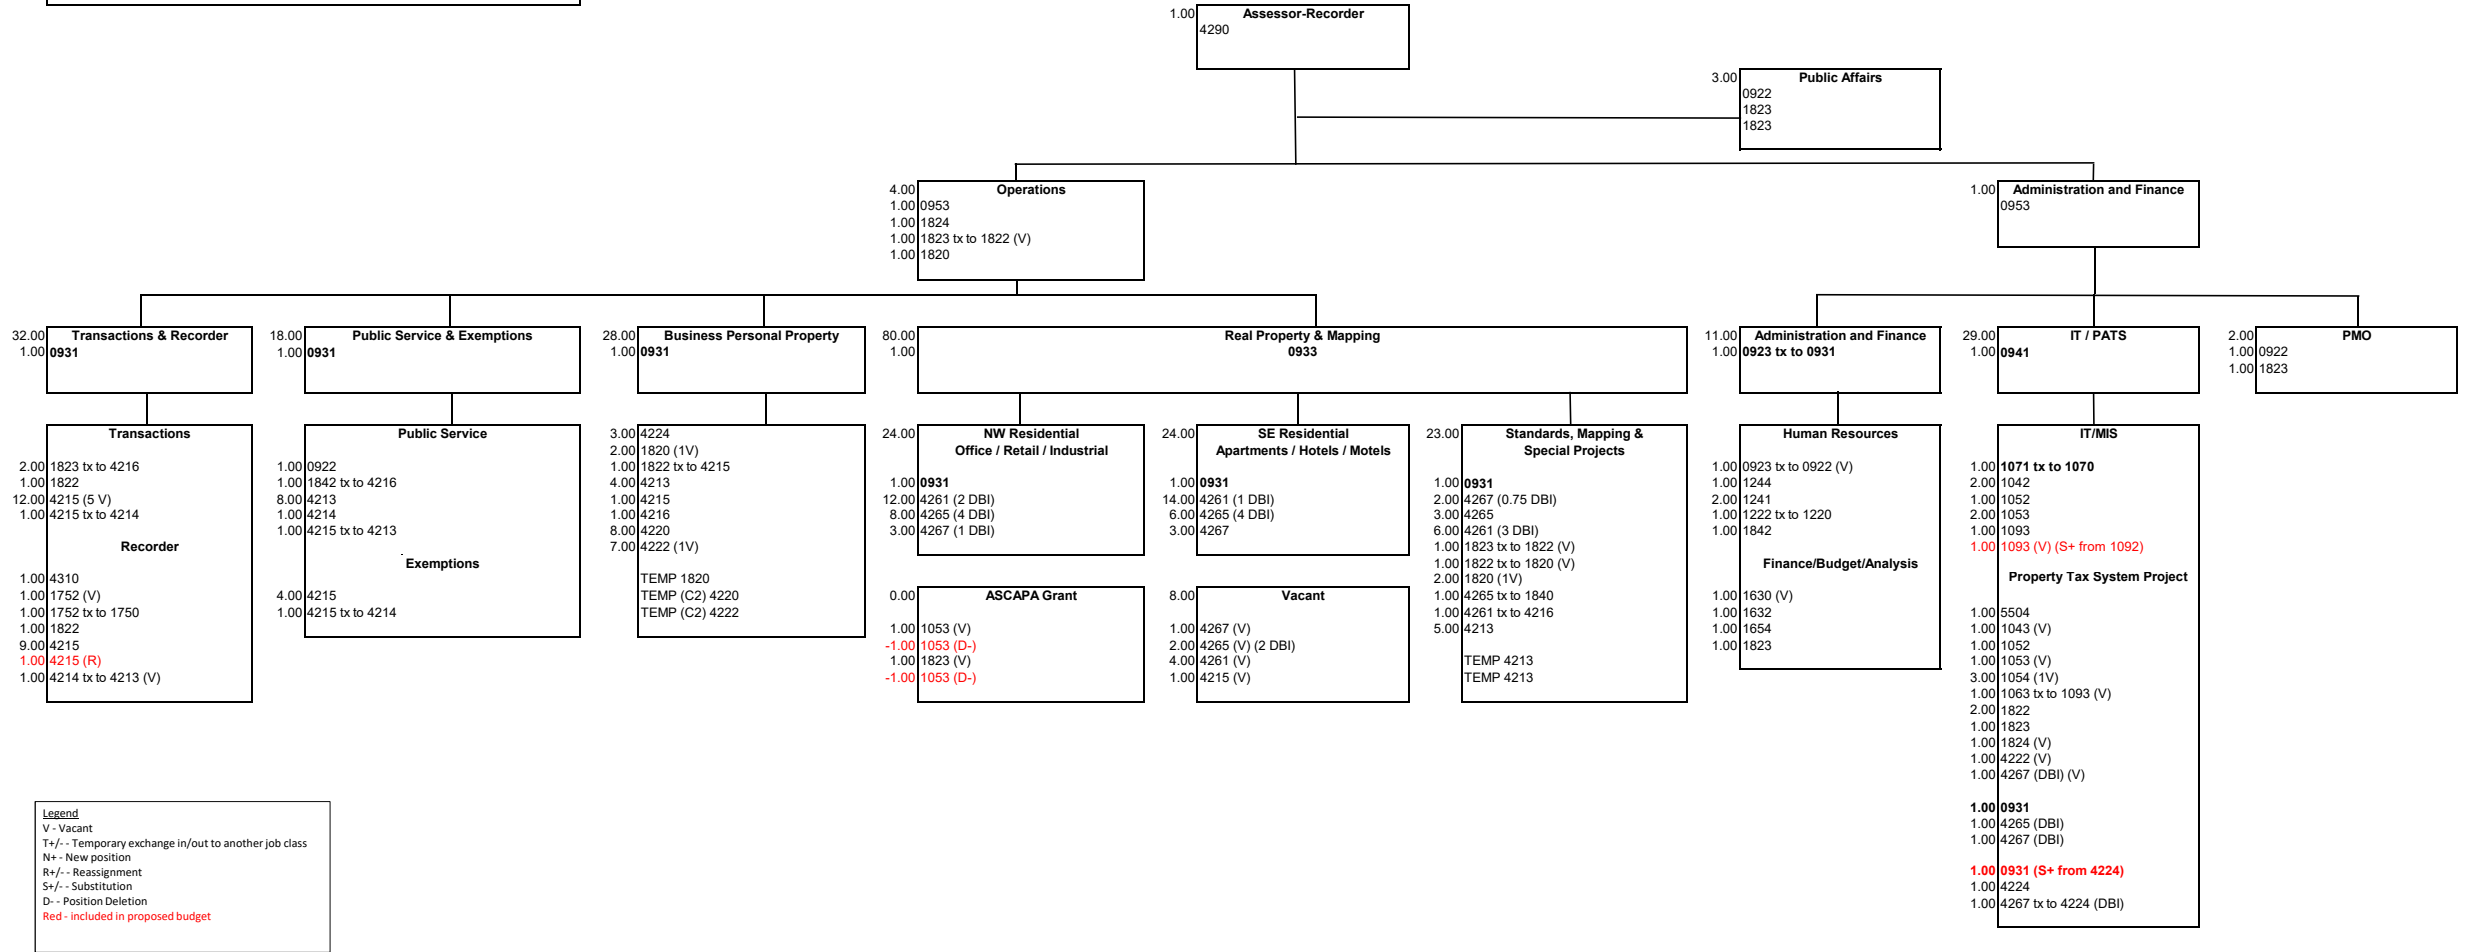 1.00 Assessor-Recorder
4290
3.00 Public Affairs
0922
1823
1823
4.00 Operations
1.00 0953
1.00 1824
1.00 1823 tx to 1822 (V)
1.00 1820
1.00 Administration and Finance
0953
32.00 Transactions & Recorder
1.00 0931
18.00 Public Service & Exemptions
1.00 0931
28.00 Business Personal Property
1.00 0931
80.00 Real Property & Mapping
1.00 0933
11.00 Administration and Finance
1.00 0923 tx to 0931
29.00 IT / PATS
1.00 0941
2.00 PMO
1.00 0922
1.00 1823
Transactions
2.00 1823 tx to 4216
1.00 1822
12.00 4215 (5 V)
1.00 4215 tx to 4214
Recorder
1.00 4310
1.00 1752 (V)
1.00 1752 tx to 1750
1.00 1822
9.00 4215
1.00 4215 (R)
1.00 4214 tx to 4213 (V)
Public Service
1.00 0922
1.00 1842 tx to 4216
8.00 4213
1.00 4214
1.00 4215 tx to 4213
.
Exemptions
4.00 4215
1.00 4215 tx to 4214
3.00 4224
2.00 1820 (1V)
1.00 1822 tx to 4215
4.00 4213
1.00 4215
1.00 4216
8.00 4220
7.00 4222 (1V)
TEMP 1820
TEMP (C2) 4220
TEMP (C2) 4222
24.00 NW Residential
Office / Retail / Industrial
1.00 0931
12.00 4261 (2 DBI)
8.00 4265 (4 DBI)
3.00 4267 (1 DBI)
0.00 ASCAPA Grant
1.00 1053 (V)
-1.00 1053 (D-)
1.00 1823 (V)
-1.00 1053 (D-)
24.00 SE Residential
Apartments / Hotels / Motels
1.00 0931
14.00 4261 (1 DBI)
6.00 4265 (4 DBI)
3.00 4267
8.00 Vacant
1.00 4267 (V)
2.00 4265 (V) (2 DBI)
4.00 4261 (V)
1.00 4215 (V)
23.00 Standards, Mapping &
Special Projects
1.00 0931
2.00 4267 (0.75 DBI)
3.00 4265
6.00 4261 (3 DBI)
1.00 1823 tx to 1822 (V)
1.00 1822 tx to 1820 (V)
2.00 1820 (1V)
1.00 4265 tx to 1840
1.00 4261 tx to 4216
5.00 4213
TEMP 4213
TEMP 4213
Human Resources
1.00 0923 tx to 0922 (V)
1.00 1244
2.00 1241
1.00 1222 tx to 1220
1.00 1842
Finance/Budget/Analysis
1.00 1630 (V)
1.00 1632
1.00 1654
1.00 1823
IT/MIS
1.00 1071 tx to 1070
2.00 1042
1.00 1052
2.00 1053
1.00 1093
1.00 1093 (V) (S+ from 1092)
Property Tax System Project
1.00 5504
1.00 1043 (V)
1.00 1052
1.00 1053 (V)
3.00 1054 (1V)
1.00 1063 tx to 1093 (V)
2.00 1822
1.00 1823
1.00 1824 (V)
1.00 4222 (V)
1.00 4267 (DBI) (V)
1.00 0931
1.00 4265 (DBI)
1.00 4267 (DBI)
1.00 0931 (S+ from 4224)
1.00 4224
1.00 4267 tx to 4224 (DBI)
Legend
V - Vacant
T+/- - Temporary exchange in/out to another job class
N+ - New position
R+/- - Reassignment
S+/- - Substitution
D- - Position Deletion
Red - included in proposed budget